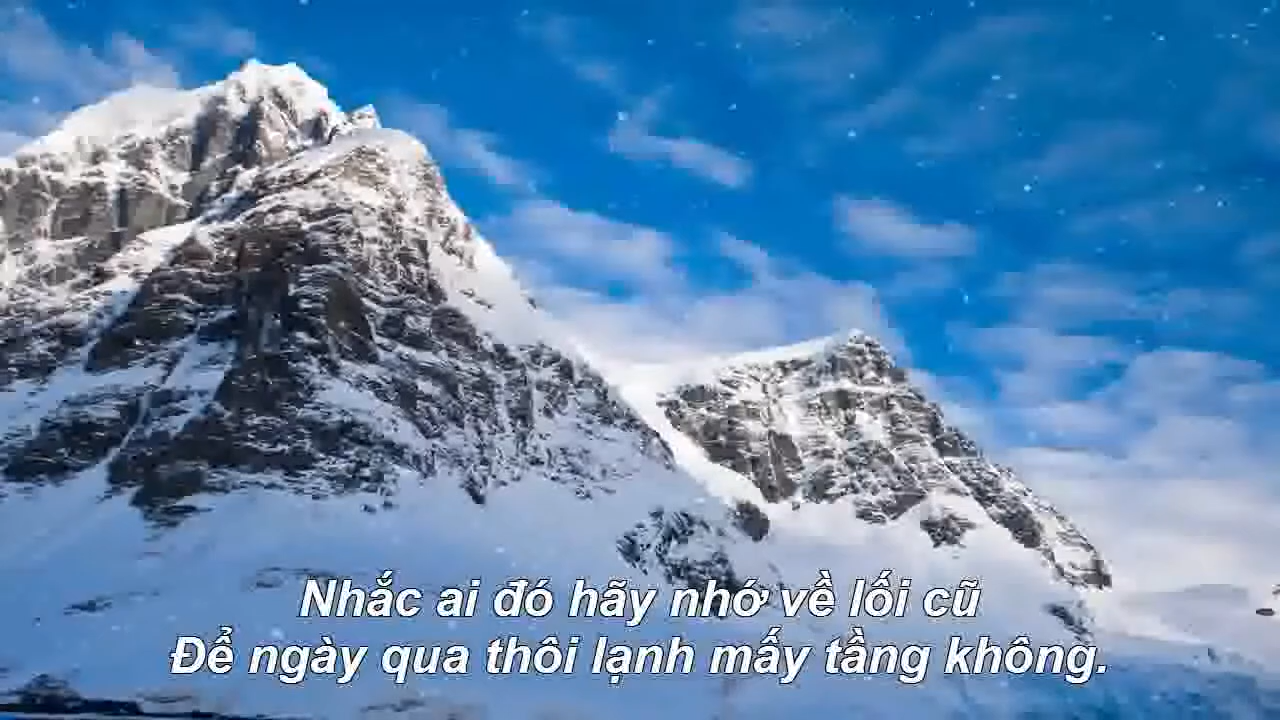 Nhắc ai đó hãy nhớ về lối cũ
Để ngày qua thôi lạnh mấy tầng không.